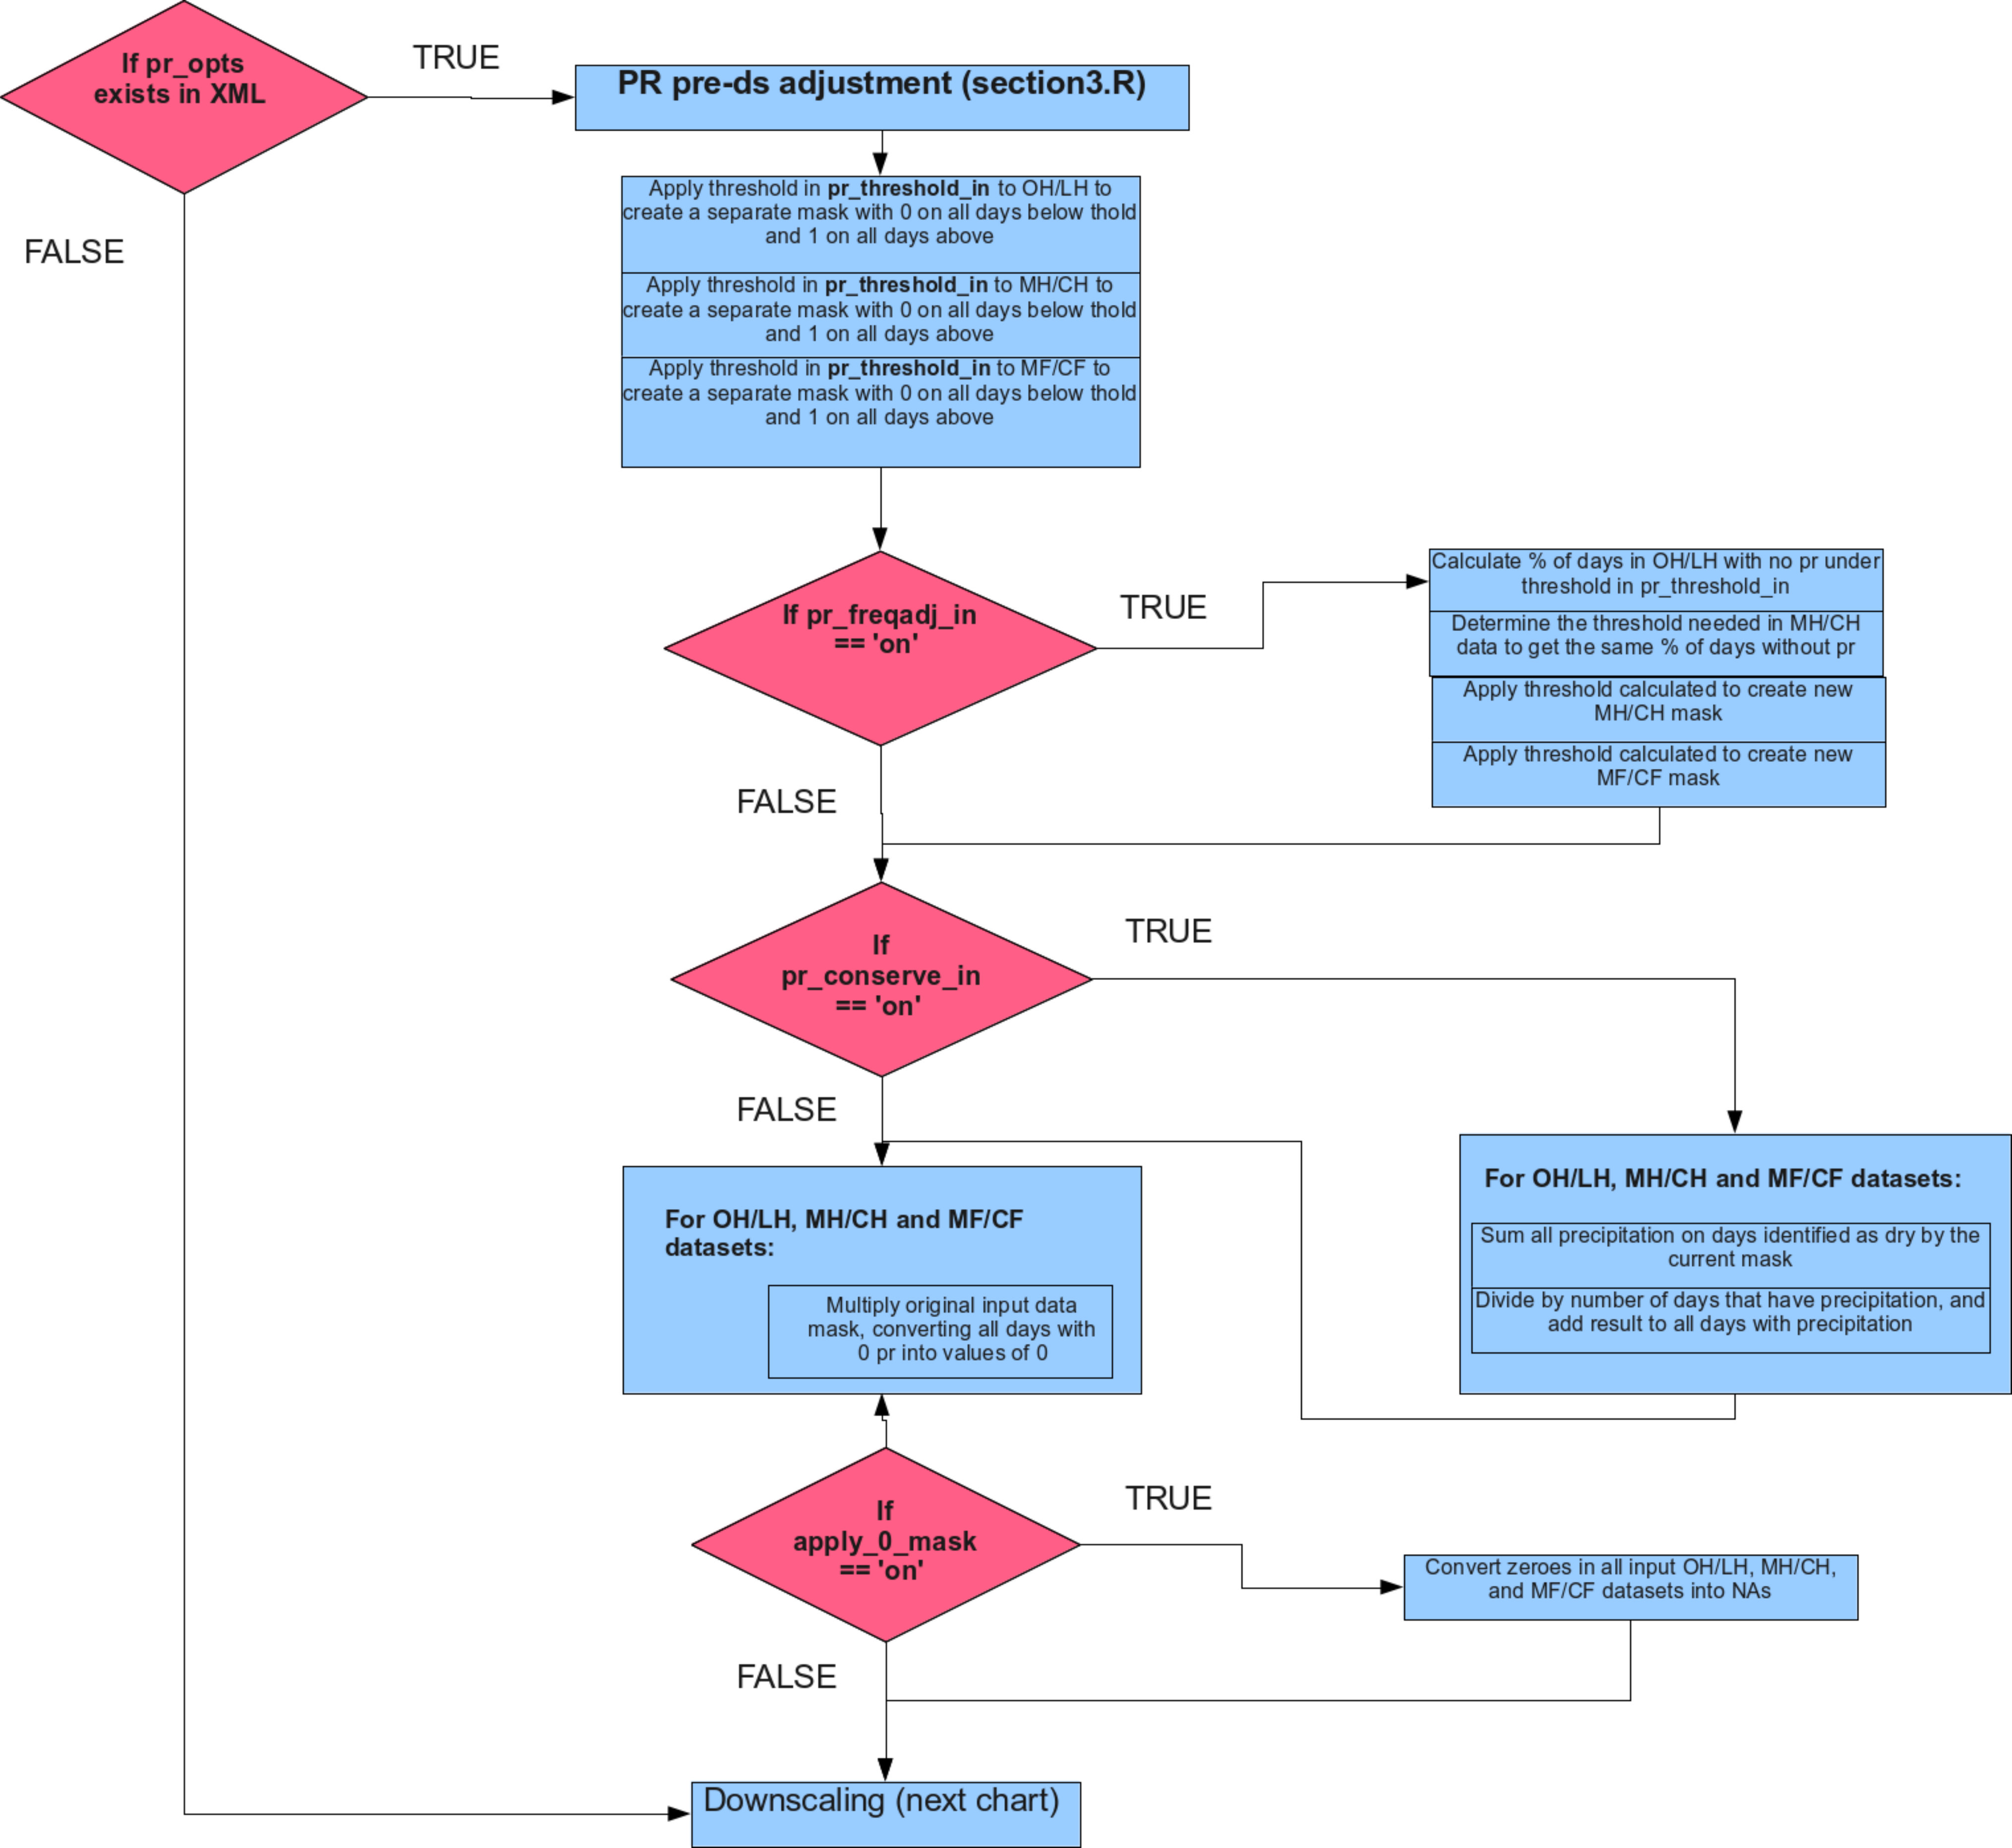 If pr_opts
exists in XML
TRUE
PR pre-ds adjustment (section3.R)
FALSE
Apply threshold in pr_threshold_in to OH/LH to
create a separate mask with 0 on all days below thold
and 1 on all days above
Apply threshold in pr_threshold_in to MH/CH to
create a separate mask with 0 on all days below thold
and 1 on all days above
Apply threshold in pr_threshold_in to MF/CF to
create a separate mask with 0 on all days below thold
and 1 on all days above
If pr_freqadj_in
== 'on'
TRUE
Calculate % of days in OH/LH with no pr under
threshold in pr_threshold_in
Determine the threshold needed in MH/CH
data to get the same % of days without pr
Apply threshold calculated to create new
MH/CH mask
Apply threshold calculated to create new
MF/CF mask
FALSE
If
pr_conserve_in
== 'on'
TRUE
FALSE
For OH/LH, MH/CH and MF/CF datasets:
Sum all precipitation on days identified as dry by the
current mask
Divide by number of days that have precipitation, and
add result to all days with precipitation
For OH/LH, MH/CH and MF/CF
datasets:
Multiply original input data
mask, converting all days with
0 pr into values of 0
If
apply_0_mask
== 'on'
TRUE
Convert zeroes in all input OH/LH, MH/CH,
and MF/CF datasets into NAs
FALSE
Downscaling (next chart)